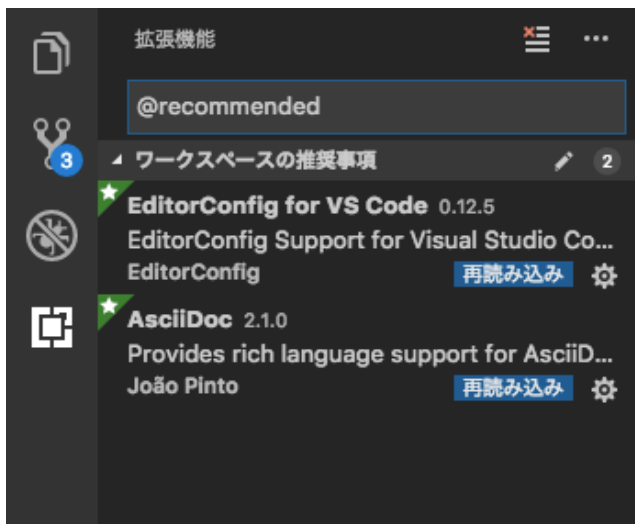 拡張機能
@recommended
3
ワークスペースの推奨事項 2
EditorConfig for VS Code 0.12.5
EditorConfig Support for Visual Studio Co...
EditorConfig 再読み込み
AsciiDoc 2.1.0
Provides rich language support for AsciiD...
João Pinto 再読み込み